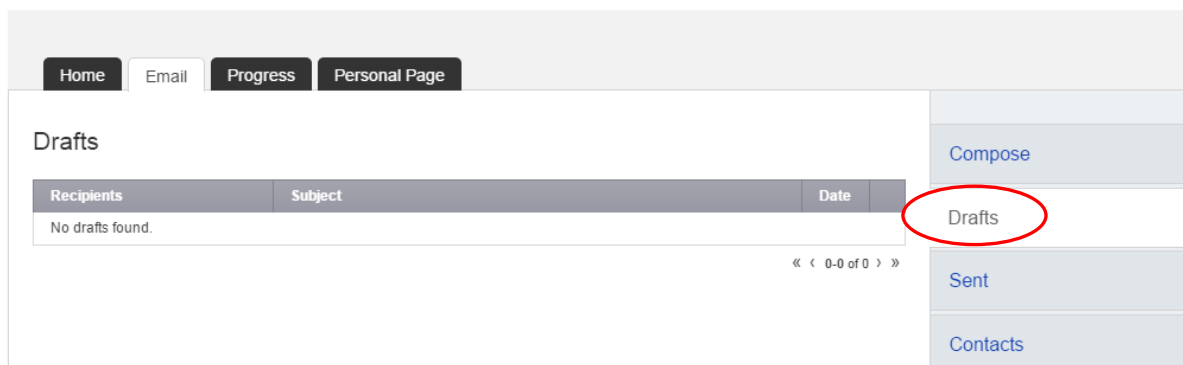 Home Email Progress Personal Page
Drafts
Recipients Subject Date
No drafts found.
« ‹ 0-0 of 0 › »
Compose
Drafts
Sent
Contacts